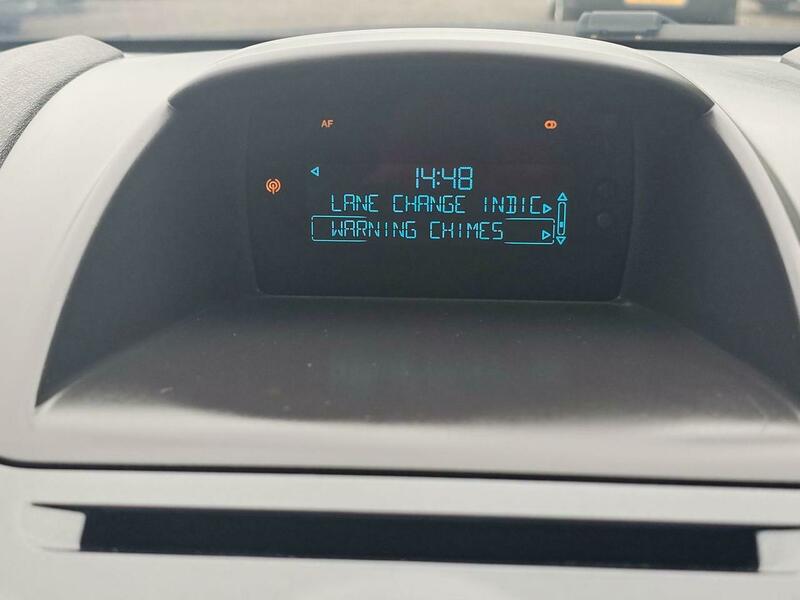 AF
14:48
LANE CHANGE INDIC
WARNING CHIMES